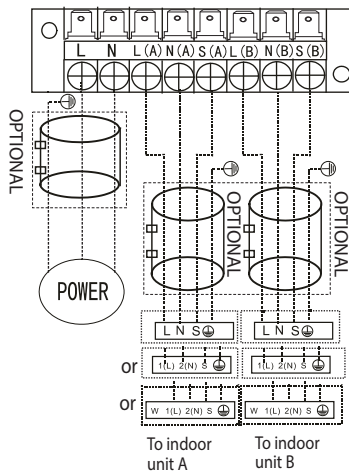 L N L(A) N(A) S(A) L(B) N(B) S(B)
OPTIONAL
OPTIONAL
OPTIONAL
POWER
L N S
L N S
or
1(L) 2(N) S
1(L) 2(N) S
or
W 1(L) 2(N) S
W 1(L) 2(N) S
To indoor
unit A
To indoor
unit B